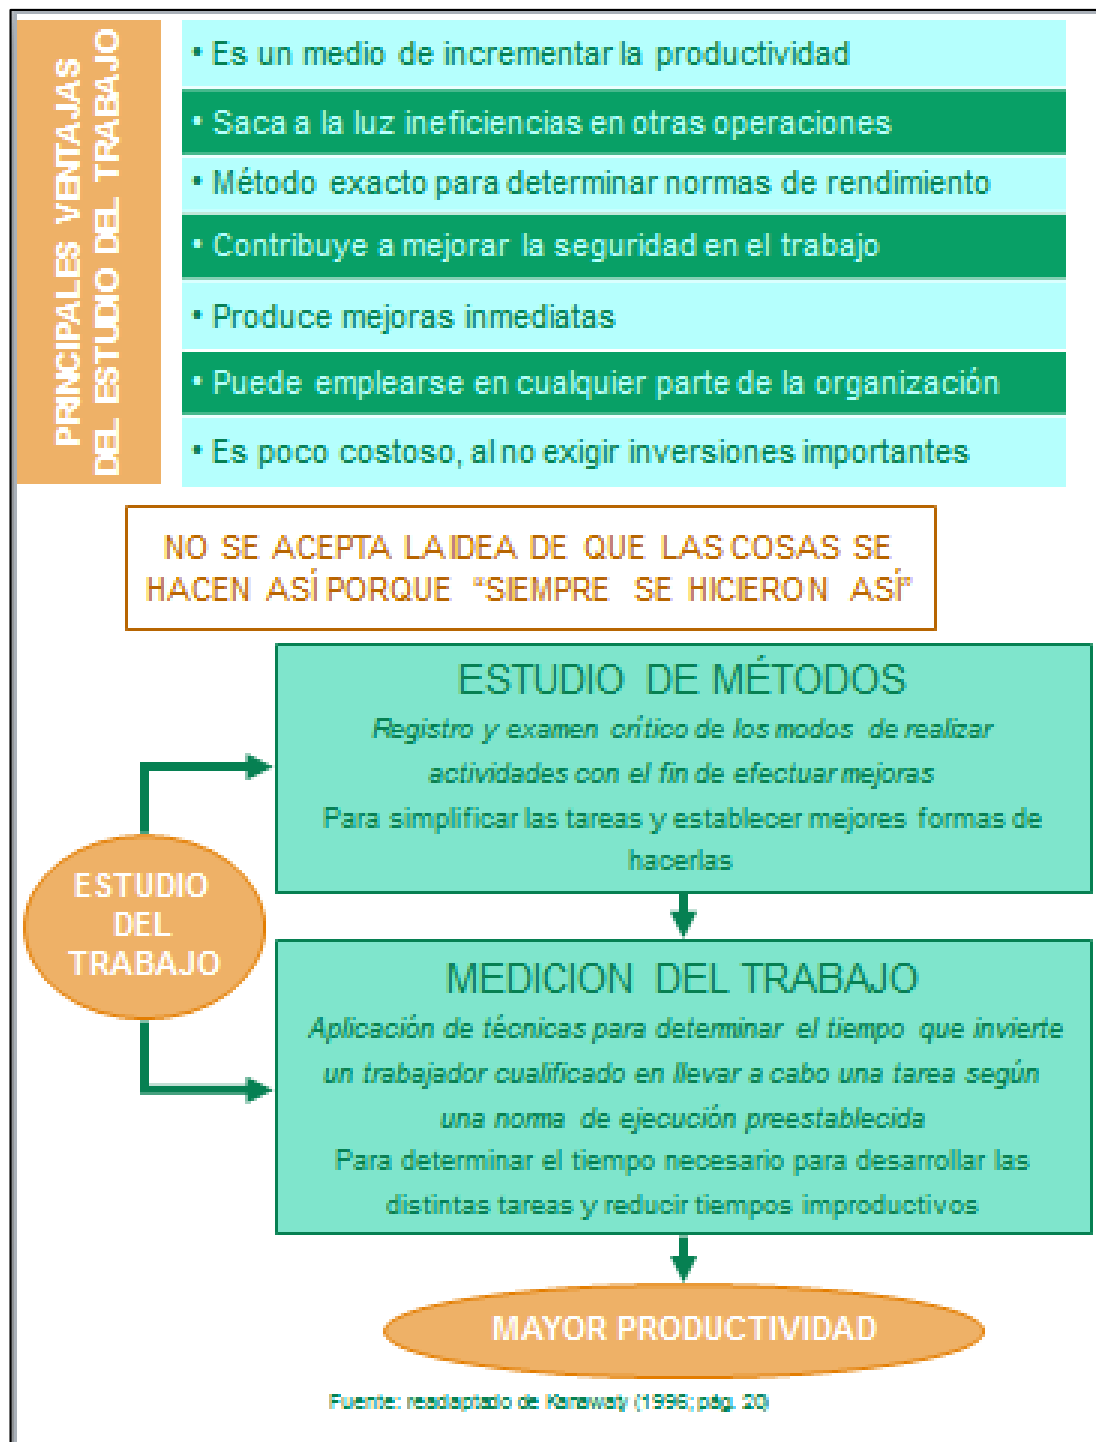 PRINCIPALES VENTAJAS
DEL ESTUDIO DEL TRABAJO
• Es un medio de incrementar la productividad
• Saca a la luz ineficiencias en otras operaciones
• Método exacto para determinar normas de rendimiento
• Contribuye a mejorar la seguridad en el trabajo
• Produce mejoras inmediatas
• Puede emplearse en cualquier parte de la organización
• Es poco costoso, al no exigir inversiones importantes
NO SE ACEPTA LA IDEA DE QUE LAS COSAS SE
HACEN ASÍ PORQUE “SIEMPRE SE HICIERON ASÍ”
ESTUDIO DE MÉTODOS
Registro y examen crítico de los modos de realizar
actividades con el fin de efectuar mejoras
Para simplificar las tareas y establecer mejores formas de
hacerlas
ESTUDIO
DEL
TRABAJO
MEDICION DEL TRABAJO
Aplicación de técnicas para determinar el tiempo que invierte
un trabajador cualificado en llevar a cabo una tarea según
una norma de ejecución preestablecida
Para determinar el tiempo necesario para desarrollar las
distintas tareas y reducir tiempos improductivos
MAYOR PRODUCTIVIDAD
Fuente: readaptado de Kanawaty (1996; pág. 20)